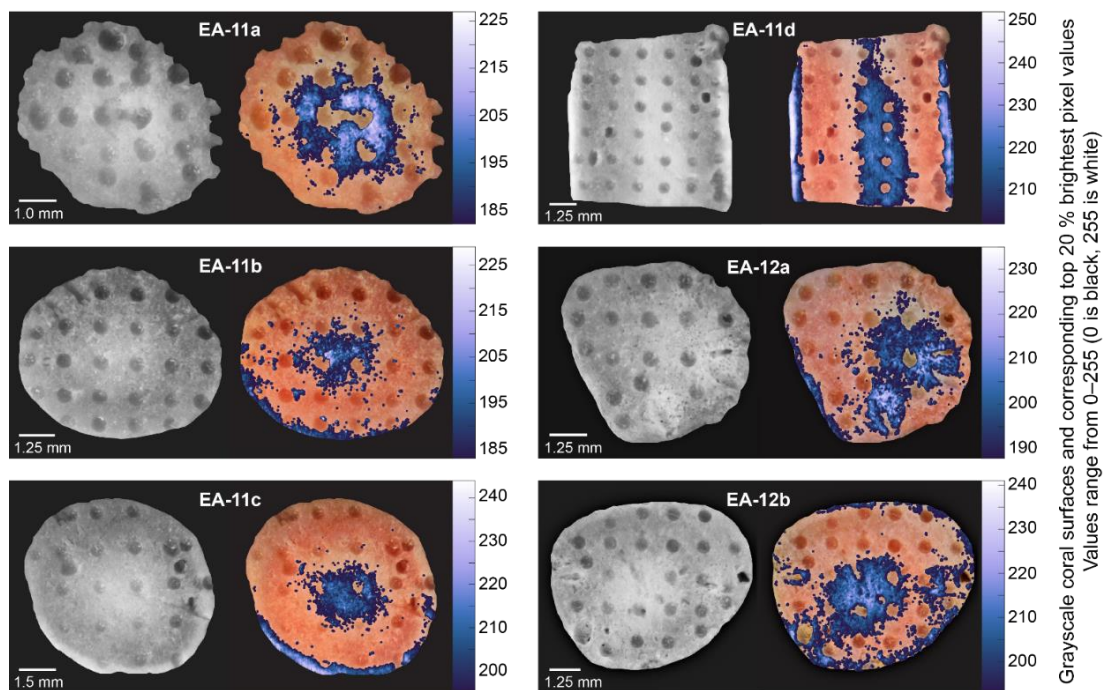 EA-11a
225
215
205
195
185
1.0 mm
EA-11d
250
240
230
220
210
1.25 mm
EA-11b
225
215
205
195
185
1.25 mm
EA-12a
230
220
210
200
190
1.25 mm
EA-11c
240
230
220
210
200
1.5 mm
EA-12b
240
230
220
210
200
1.25 mm
Grayscale coral surfaces and corresponding top 20 % brightest pixel values
Values range from 0–255 (0 is black, 255 is white)